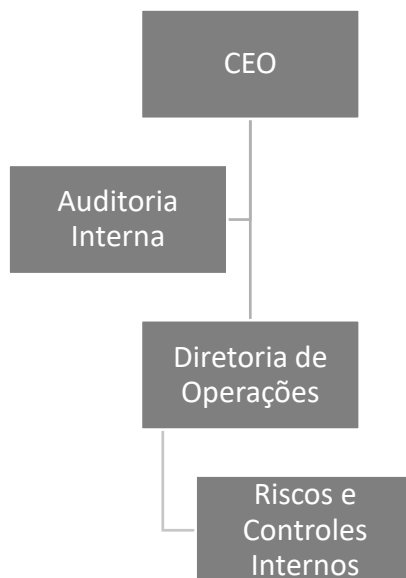 CEO
Auditoria
Interna
Diretoria de
Operações
Riscos e
Controles
Internos